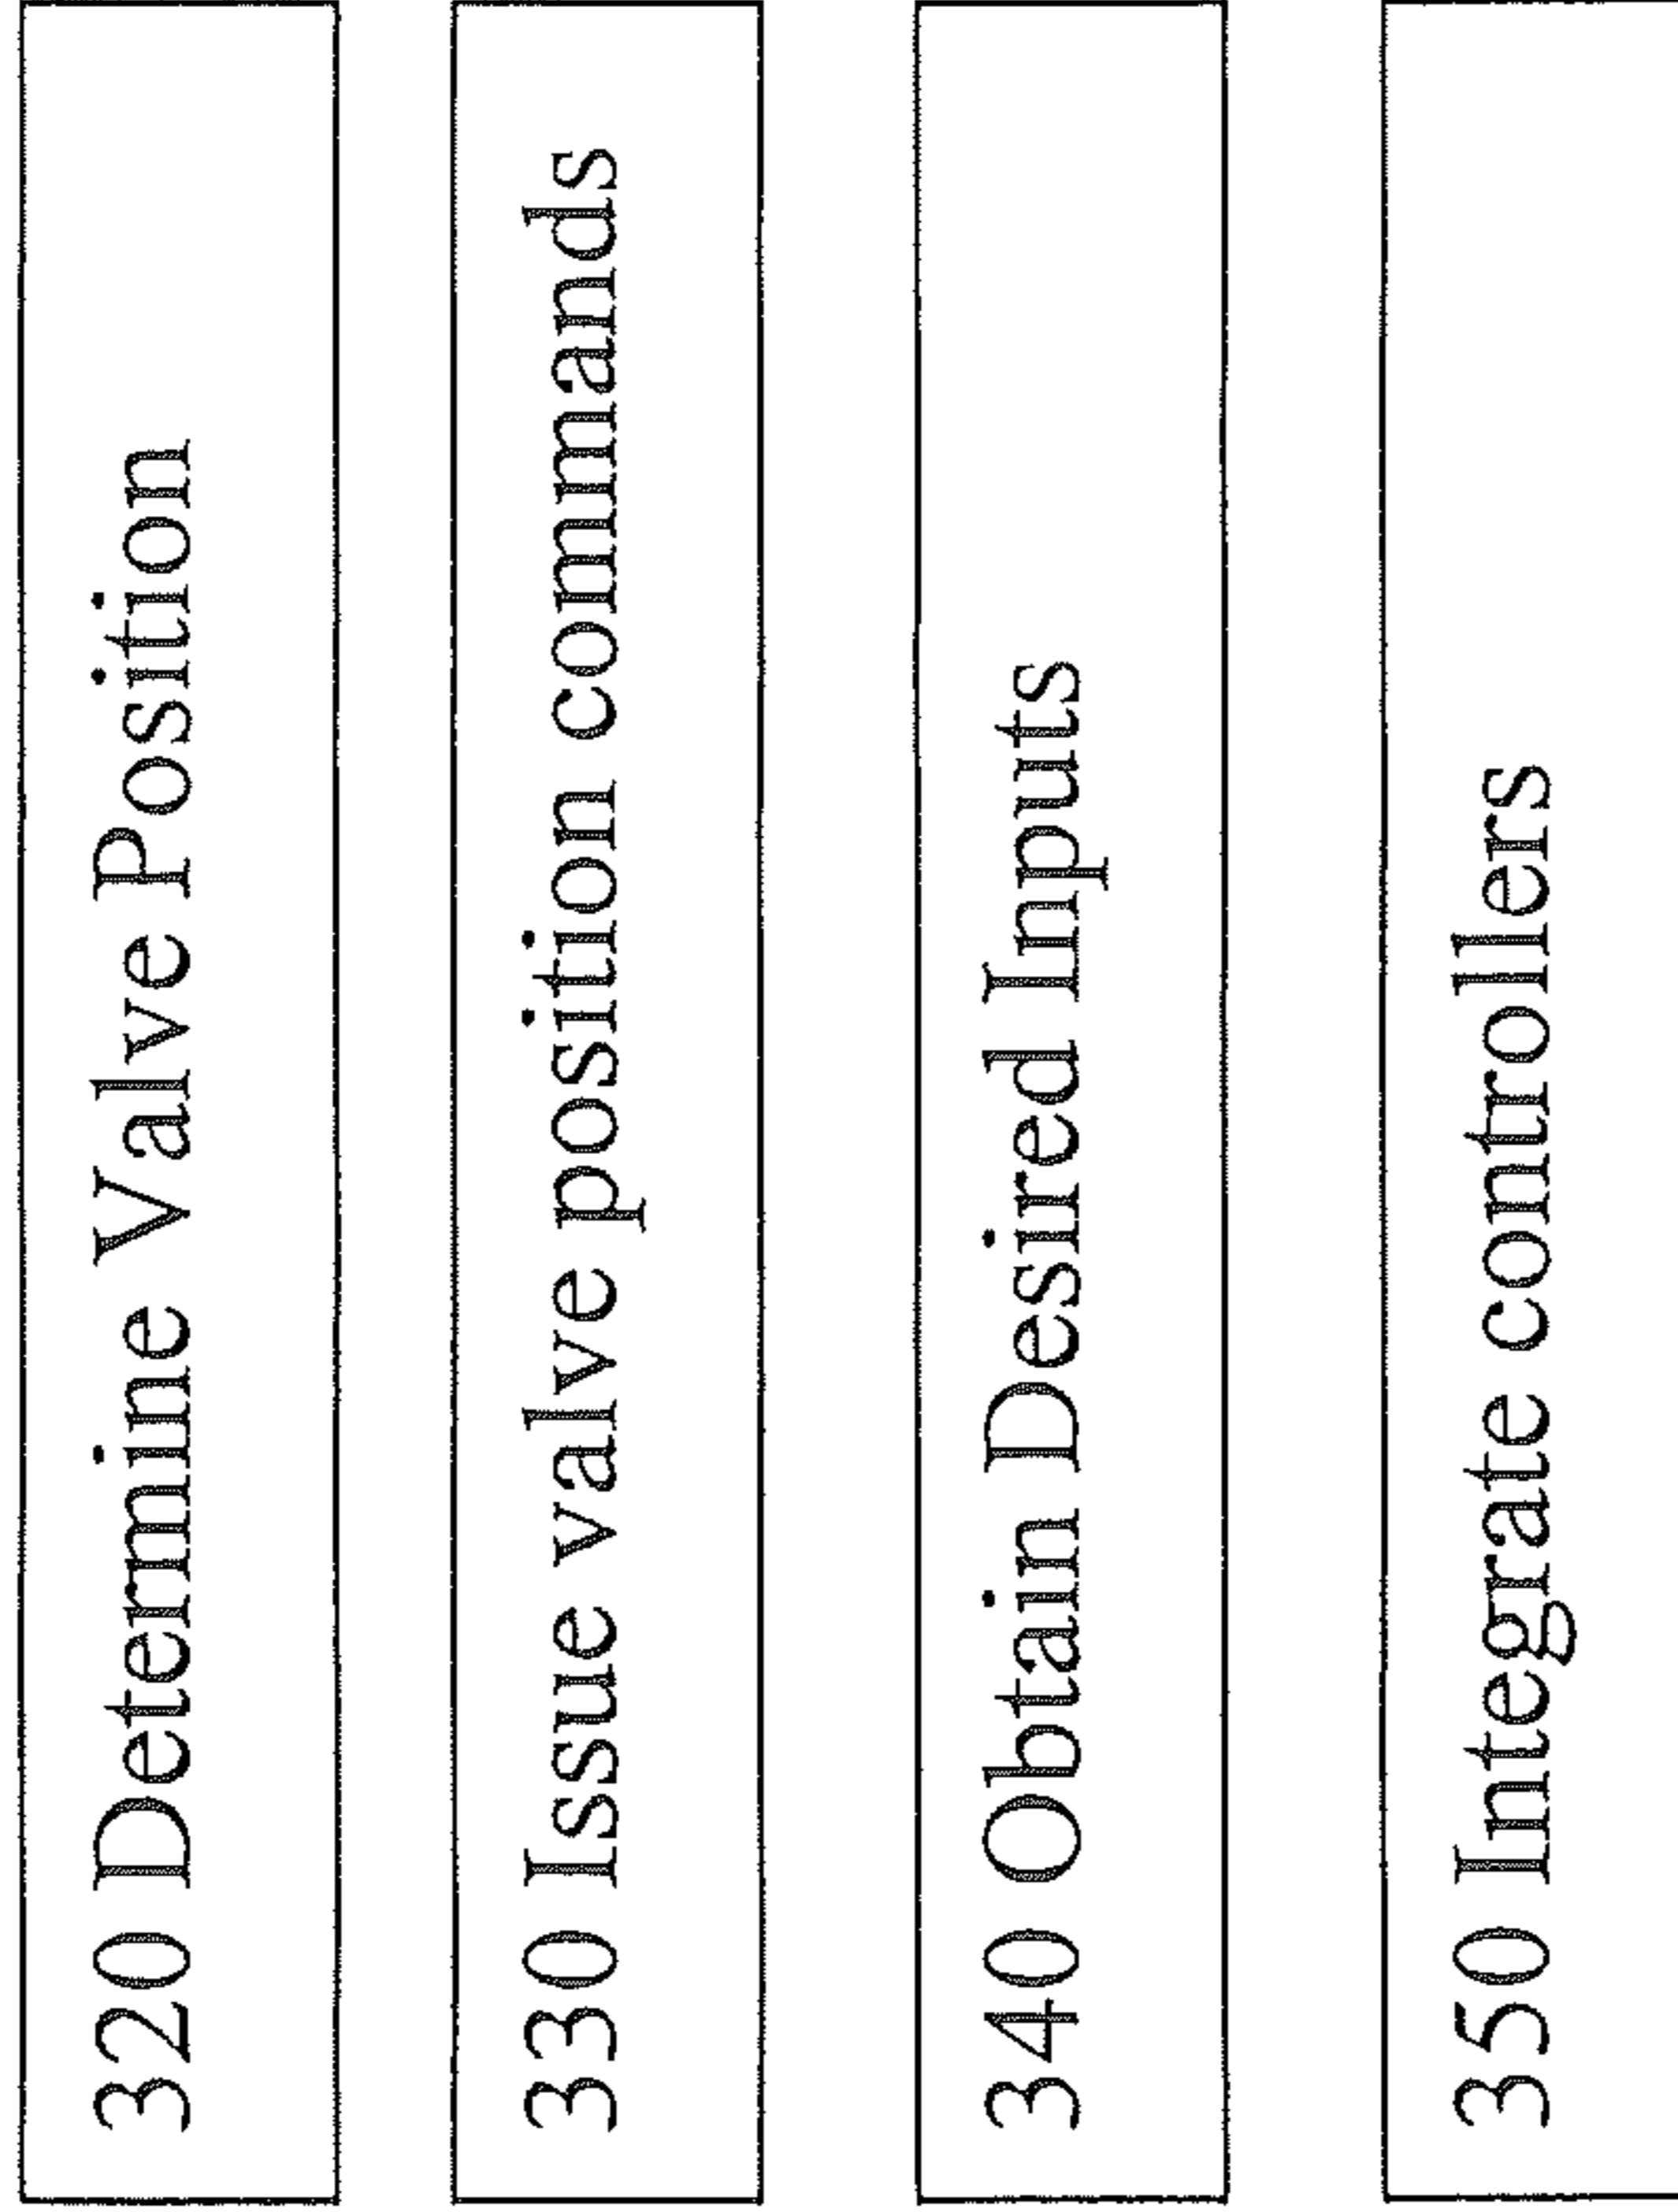 320 Determine Valve Position
330 Issue valve position commands
340 Obtain Desired Inputs
350 Integrate controllers